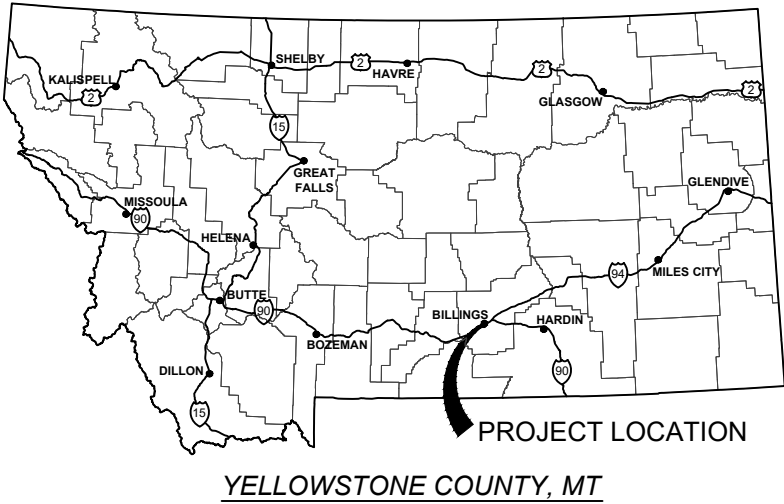 SHELBY
2
HAVRE
KALISPELL
2
2
GLASGOW
2
15
GREAT
FALLS
GLENDIVE
MISSOULA
90
HELENA
94
MILES CITY
BUTTE
90
BILLINGS
HARDIN
BOZEMAN
DILLON
90
15
PROJECT LOCATION
YELLOWSTONE COUNTY, MT